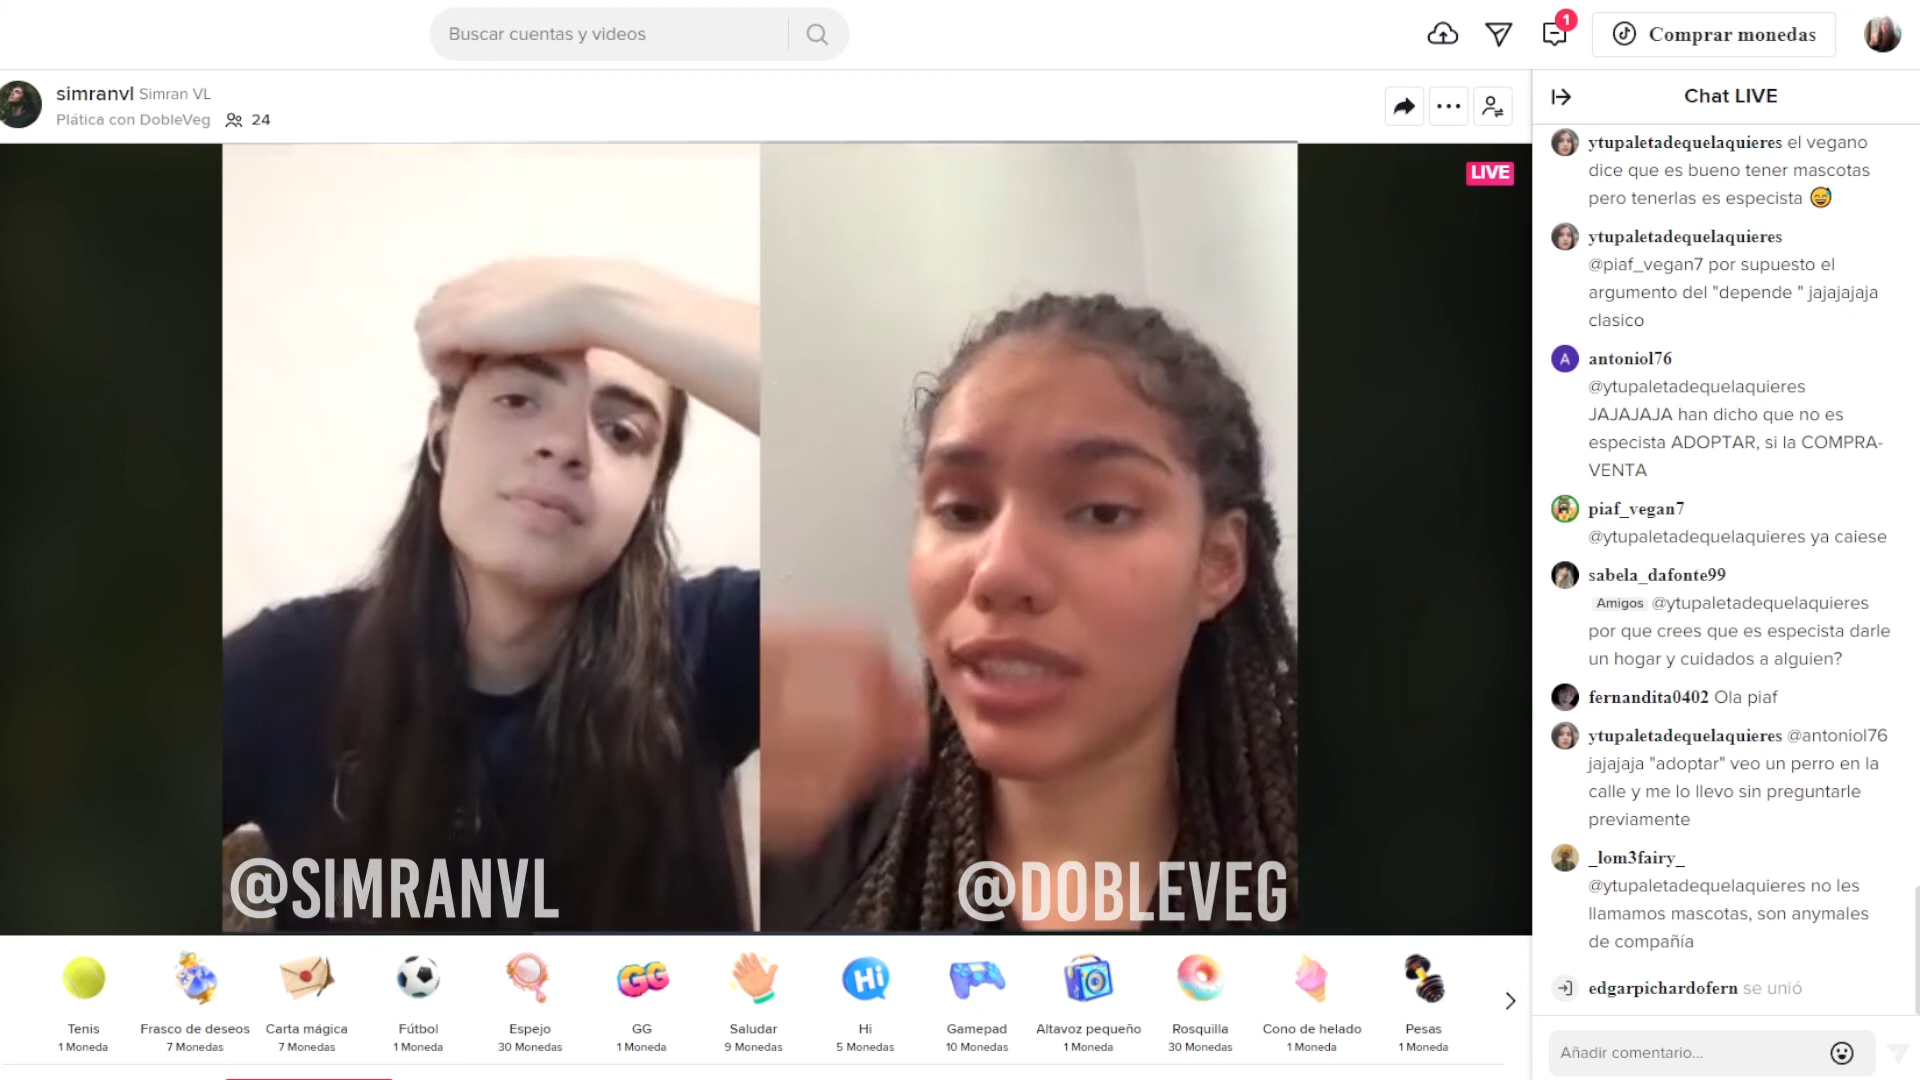 Buscar cuentas y videos
1
Comprar monedas
simranvl Simran VL
Plática con DobleVeg 24
LIVE
@SIMRANVL
@DOBLEVEG
Tenis
1 Moneda
Frasco de deseos
7 Monedas
Carta mágica
7 Monedas
Fútbol
1 Moneda
Espejo
30 Monedas
GG
GG
1 Moneda
Saludar
9 Monedas
Hi
Hi
5 Monedas
Gamepad
10 Monedas
Altavoz pequeño
1 Moneda
Rosquilla
30 Monedas
Cono de helado
1 Moneda
Pesas
1 Moneda
Chat LIVE
ytupaletadequelaquieres el vegano
dice que es bueno tener mascotas
pero tenerlas es especista 😅
ytupaletadequelaquieres
@piaf_vegan7 por supuesto el
argumento del "depende " jajajajaja
clasico
A antoniol76
@ytupaletadequelaquieres
JAJAJAJA han dicho que no es
especista ADOPTAR, si la COMPRA-
VENTA
piaf_vegan7
@ytupaletadequelaquieres ya caiese
sabela_dafonte99
Amigos @ytupaletadequelaquieres
por que crees que es especista darle
un hogar y cuidados a alguien?
fernandita0402 Ola piaf
ytupaletadequelaquieres @antoniol76
jajajaja "adoptar" veo un perro en la
calle y me lo llevo sin preguntarle
previamente
_lom3fairy_
@ytupaletadequelaquieres no les
llamamos mascotas, son anymales
de compañía
edgarpichardofern se unió
Añadir comentario...